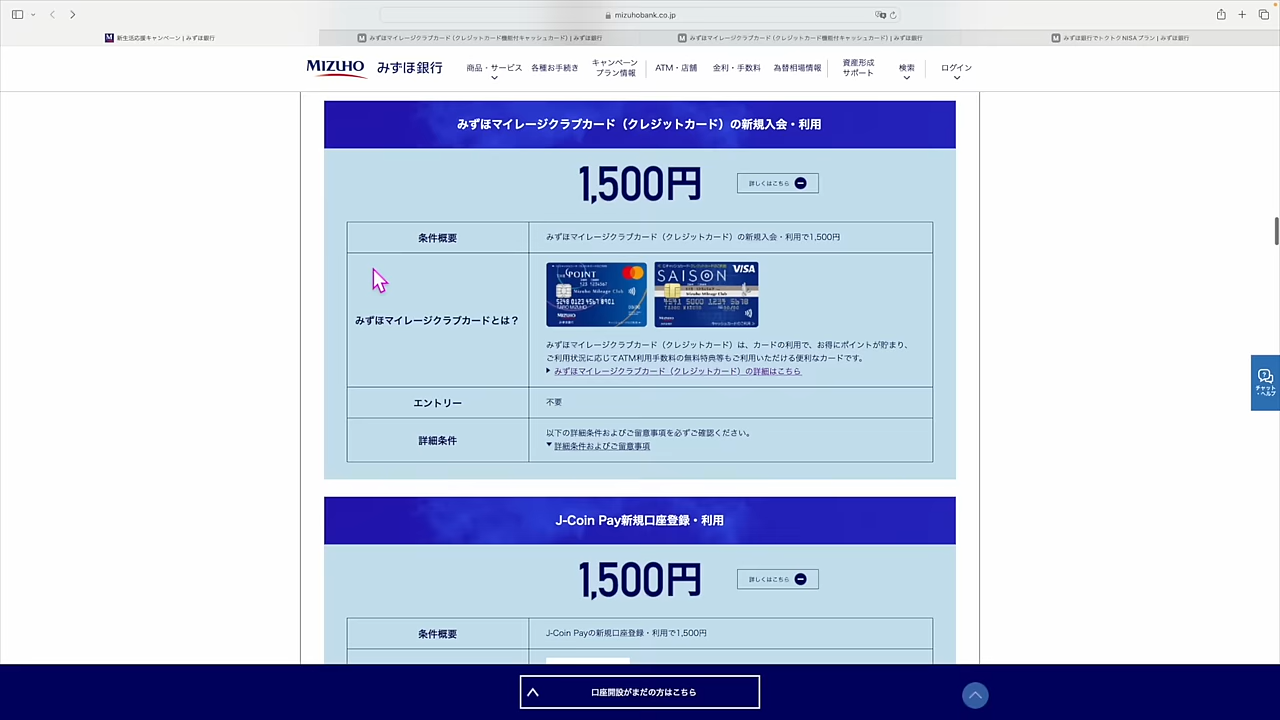 mizuhobank.co.jp
新生活応援キャンペーン | みずほ銀行
みずほマイレージクラブカード（クレジットカード機能付キャッシュカード）| みずほ銀行
みずほマイレージクラブカード（クレジットカード機能付キャッシュカード）| みずほ銀行
みずほ銀行でトクトクNISAプラン | みずほ銀行
MIZUHO みずほ銀行
商品・サービス
各種お手続き
キャンペーン
プラン情報
ATM・店舗
金利・手数料
為替相場情報
資産形成
サポート
検索
ログイン
みずほマイレージクラブカード（クレジットカード）の新規入会・利用
1,500円
詳しくはこちら
条件概要
みずほマイレージクラブカード（クレジットカード）の新規入会・利用で1,500円
みずほマイレージクラブカードとは？
THE POINT
Mizuho Mileage Club
5248 0123 4567 8901
TARO MIZUHO
MIZUHO
SAISON
VISA
Mizuho Mileage Club
みずほマイレージクラブカード（クレジットカード）は、カードの利用で、お得にポイントが貯まり、
ご利用状況に応じてATM利用手数料の無料特典等もご利用いただける便利なカードです。
みずほマイレージクラブカード（クレジットカード）の詳細はこちら
エントリー
不要
詳細条件
以下の詳細条件およびご留意事項を必ずご確認ください。
詳細条件およびご留意事項
J-Coin Pay新規口座登録・利用
1,500円
詳しくはこちら
条件概要
J-Coin Payの新規口座登録・利用で1,500円
チャット
・ヘルプ
口座開設がまだの方はこちら